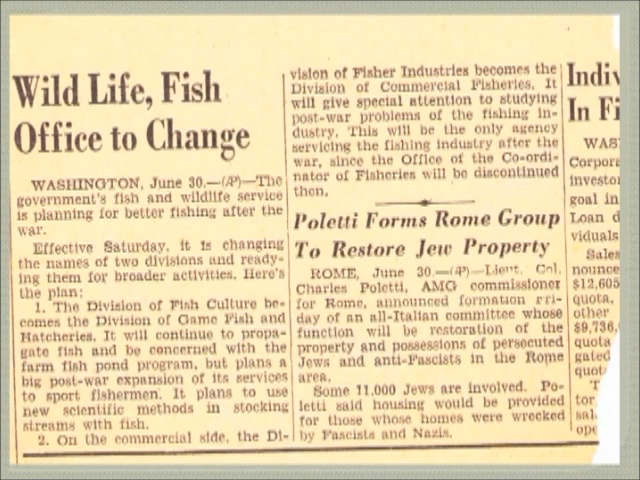 Wild Life, Fish
Office to Change
WASHINGTON, June 30.—(AP)—The
government's fish and wildlife service
is planning for better fishing after the
war.
Effective Saturday, it is changing
the names of two divisions and ready-
ing them for broader activities. Here's
the plan:
1. The Division of Fish Culture be-
comes the Division of Game Fish and
Hatcheries. It will continue to propa-
gate fish and be concerned with the
farm fish pond program, but plans a
big post-war expansion of its services
to sport fishermen. It plans to use
new scientific methods in stocking
streams with fish.
2. On the commercial side, the Di-
vision of Fisher Industries becomes the
Division of Commercial Fisheries. It
will give special attention to studying
post-war problems of the fishing in-
dustry. This will be the only agency
servicing the fishing industry after the
war, since the Office of the Co-ordi-
nator of Fisheries will be discontinued
then.
Poletti Forms Rome Group
To Restore Jew Property
ROME, June 30.—(AP)—Lieut. Col.
Charles Poletti, AMG commissioner
for Rome, announced formation Fri-
day of an all-Italian committee whose
function will be restoration of the
property and possessions of persecuted
Jews and anti-Fascists in the Rome
area.
Some 11,000 Jews are involved. Po-
letti said housing would be provided
for those whose homes were wrecked
by Fascists and Nazis.
Indiv
In Fi
WAS
Corpor
investo
goal in
Loan d
viduals
Sales
nounce
$12,605
quota,
other
$9,736,
quota
gated
quot
T
tor
sal
ope